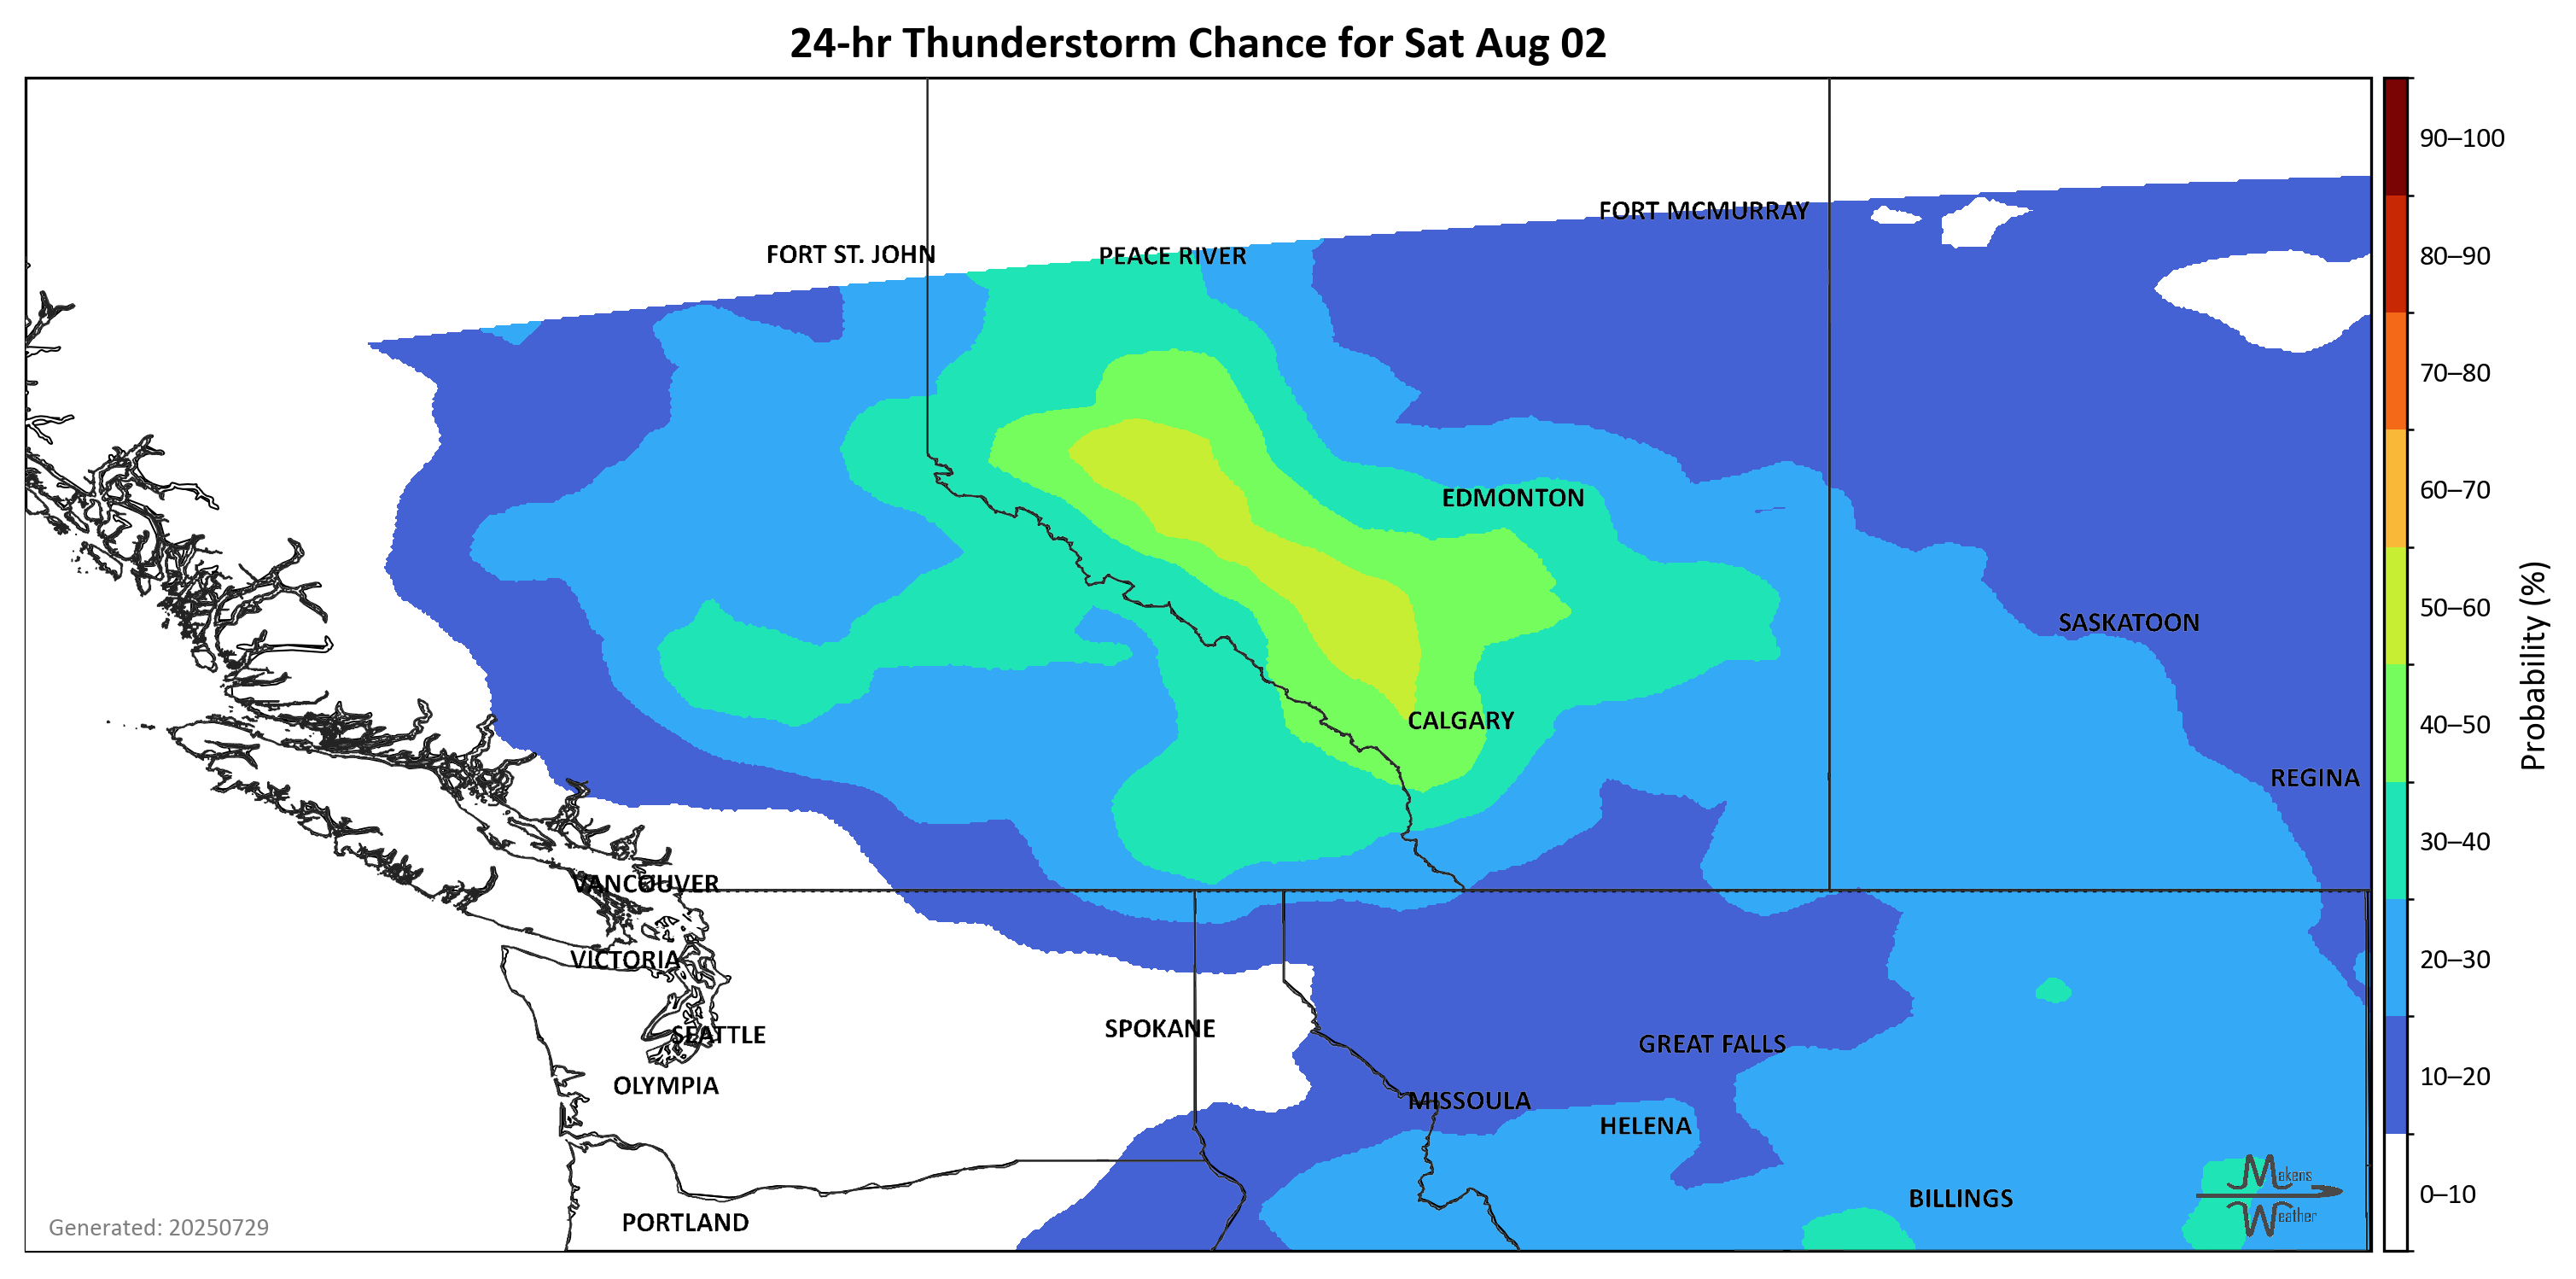 24-hr Thunderstorm Chance for Sat Aug 02
90–100
FORT MCMURRAY
FORT ST. JOHN
PEACE RIVER
80–90
70–80
EDMONTON
60–70
SASKATOON
50–60
Probability (%)
CALGARY
40–50
REGINA
30–40
VANCOUVER
VICTORIA
20–30
SPOKANE
SEATTLE
GREAT FALLS
OLYMPIA
10–20
MISSOULA
HELENA
Makens
Weather
0–10
BILLINGS
PORTLAND
Generated: 20250729